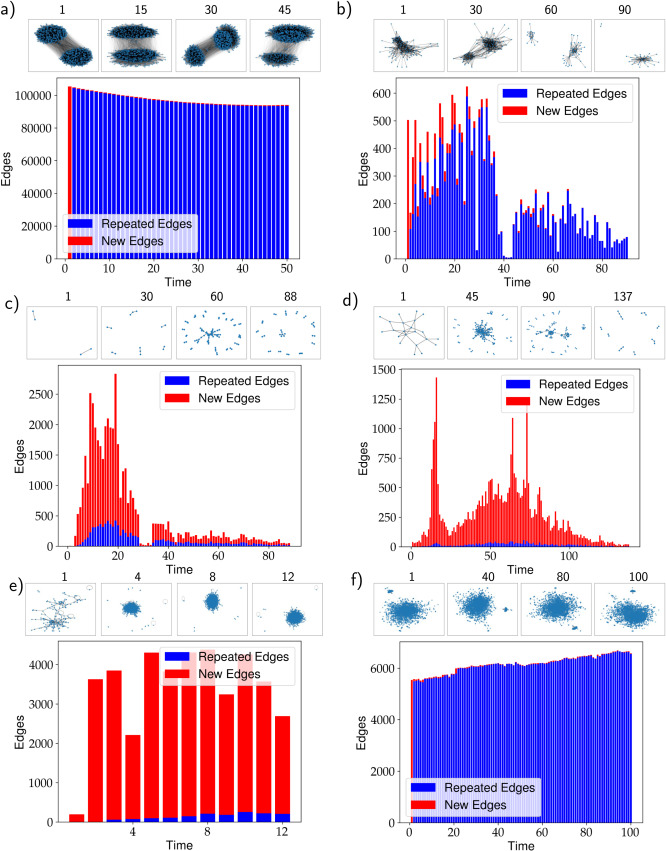 a) 1 15 30 45
100000
80000
60000
40000
20000
0
Edges
Repeated Edges
New Edges
0 10 20 30 40 50
Time
b) 1 30 60 90
600
500
400
300
200
100
0
Edges
Repeated Edges
New Edges
0 20 40 60 80
Time
c) 1 30 60 88
2500
2000
1500
1000
500
0
Edges
Repeated Edges
New Edges
0 20 40 60 80
Time
d) 1 45 90 137
1500
1250
1000
750
500
250
0
Edges
Repeated Edges
New Edges
0 50 100
Time
e) 1 4 8 12
4000
3000
2000
1000
0
Edges
Repeated Edges
New Edges
4 8 12
Time
f) 1 40 80 100
6000
4000
2000
0
Edges
Repeated Edges
New Edges
0 20 40 60 80 100
Time